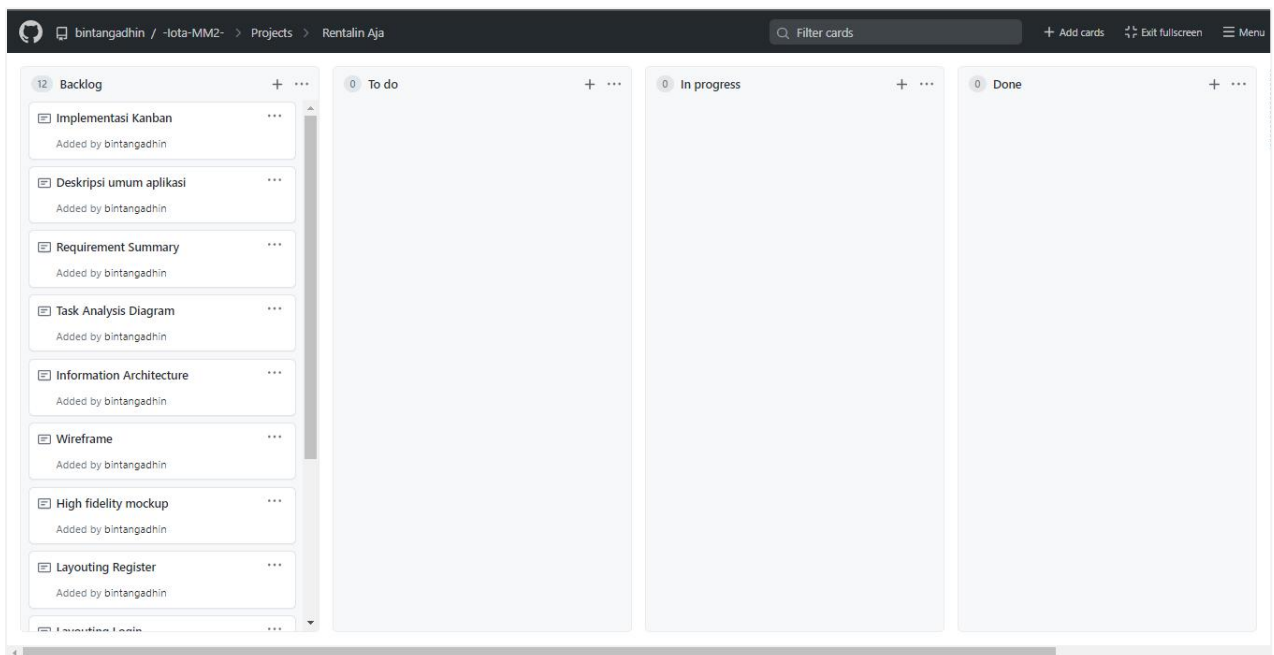 bintangadhin / -Iota-MM2- > Projects > Rentalin Aja
Filter cards
+ Add cards
Exit fullscreen
Menu
12 Backlog
Implementasi Kanban
Added by bintangadhin
Deskripsi umum aplikasi
Added by bintangadhin
Requirement Summary
Added by bintangadhin
Task Analysis Diagram
Added by bintangadhin
Information Architecture
Added by bintangadhin
Wireframe
Added by bintangadhin
High fidelity mockup
Added by bintangadhin
Layouting Register
Added by bintangadhin
Layouting Login
0 To do
0 In progress
0 Done